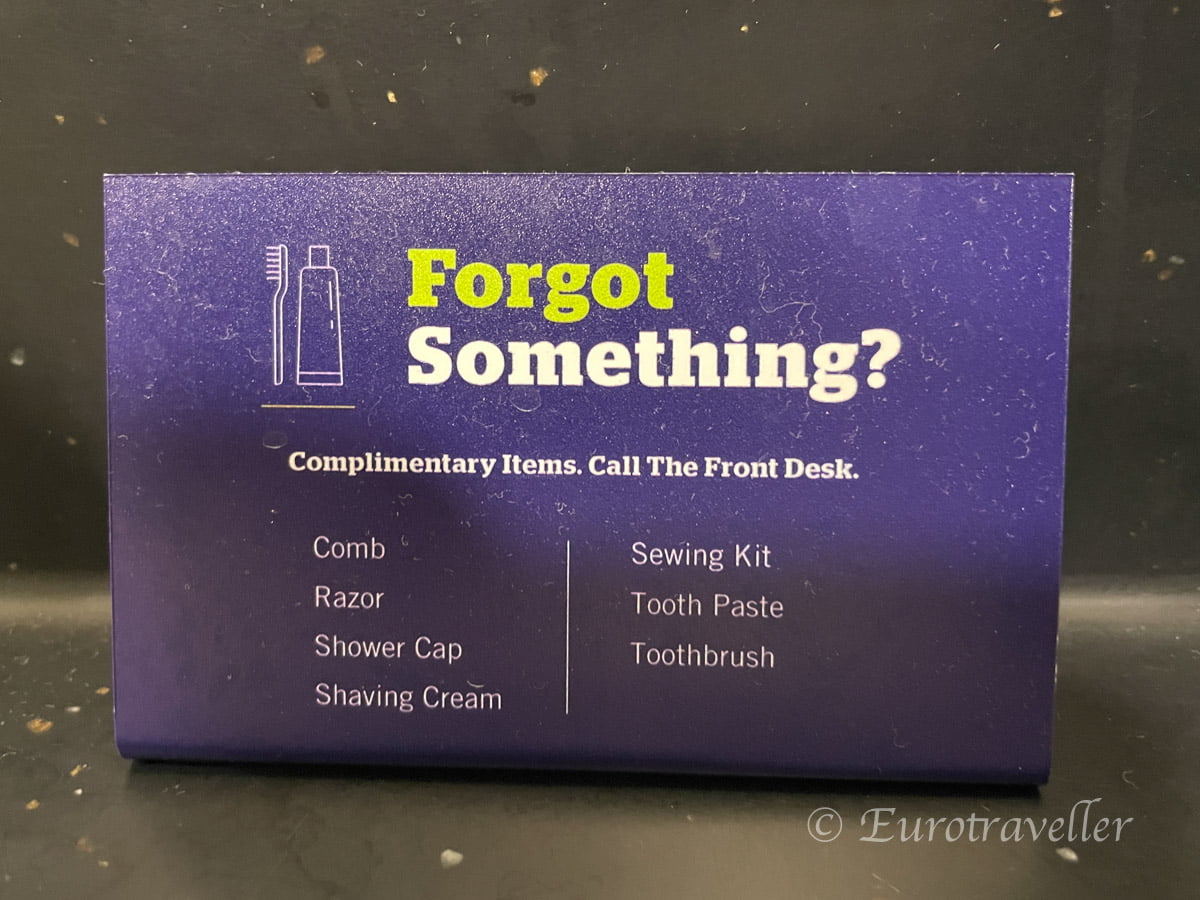 Forgot
Something?
Complimentary Items. Call The Front Desk.
Comb
Razor
Shower Cap
Shaving Cream
Sewing Kit
Tooth Paste
Toothbrush
© Eurotraveller